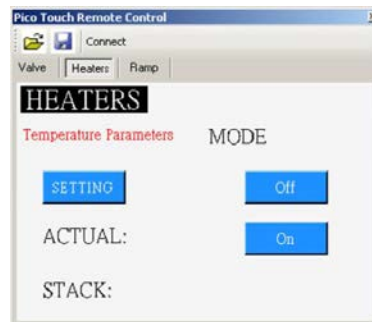 Pico Touch Remote Control
Connect
Valve Heaters Ramp
HEATERS
Temperature Parameters MODE
SETTING Off
ACTUAL: On
STACK: